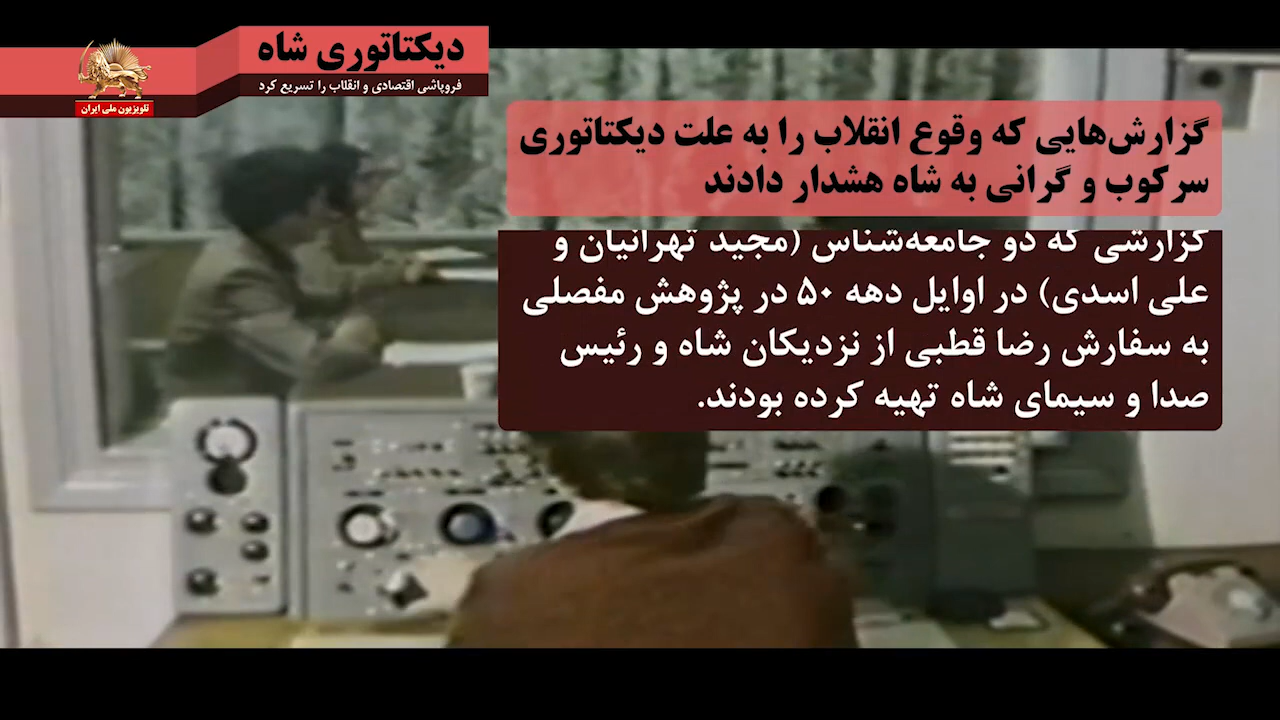 دیکتاتوری شاه
فروپاشی اقتصادی و انقلاب را تسریع کرد
تلویزیون ملی ایران
گزارش‌هایی که وقوع انقلاب را به علت دیکتاتوری
سرکوب و گرانی به شاه هشدار دادند
گزارشی که دو جامعه‌شناس (مجید تهرانیان و
علی اسدی) در اوایل دهه ۵۰ در پژوهش مفصلی
به سفارش رضا قطبی از نزدیکان شاه و رئیس
صدا و سیمای شاه تهیه کرده بودند.